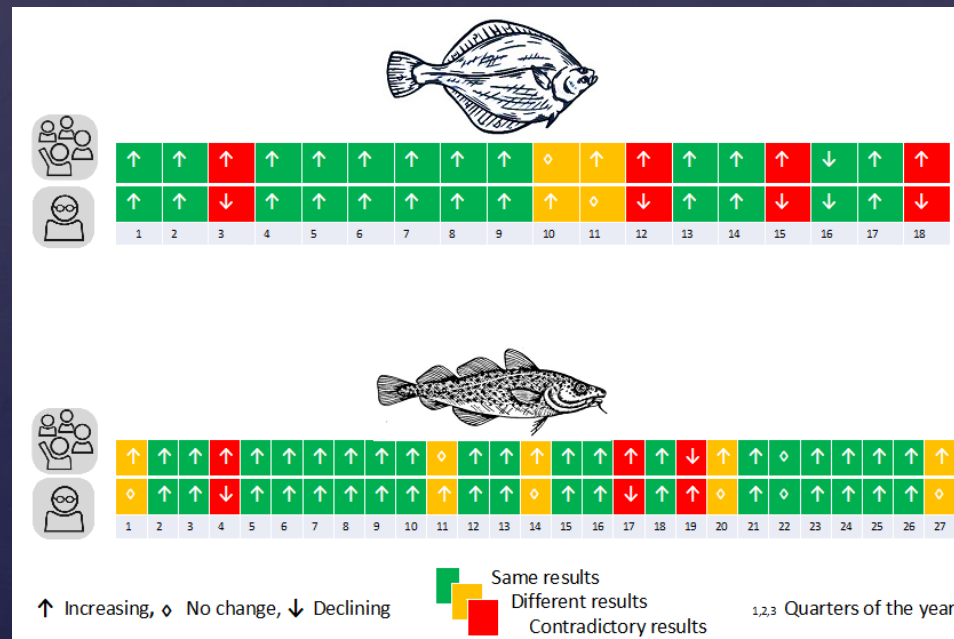 ↑ ↑ ↑ ↑ ↑ ↑ ↑ ↑ ↑ ◊ ↑ ↑ ↑ ↑ ↑ ↓ ↑ ↑
↑ ↑ ↓ ↑ ↑ ↑ ↑ ↑ ↑ ↑ ◊ ↓ ↑ ↑ ↓ ↓ ↑ ↓
1 2 3 4 5 6 7 8 9 10 11 12 13 14 15 16 17 18
↑ ↑ ↑ ↑ ↑ ↑ ↑ ↑ ↑ ↑ ◊ ↑ ↑ ↑ ↑ ↑ ↑ ↑ ↓ ↑ ↑ ◊ ↑ ↑ ↑ ↑ ↑
◊ ↑ ↑ ↓ ↑ ↑ ↑ ↑ ↑ ↑ ↑ ↑ ↑ ◊ ↑ ↑ ↓ ↑ ↑ ◊ ↑ ◊ ↑ ↑ ↑ ↑ ◊
1 2 3 4 5 6 7 8 9 10 11 12 13 14 15 16 17 18 19 20 21 22 23 24 25 26 27
↑ Increasing, ◊ No change, ↓ Declining
Same results
Different results
Contradictory results
1,2,3 Quarters of the year